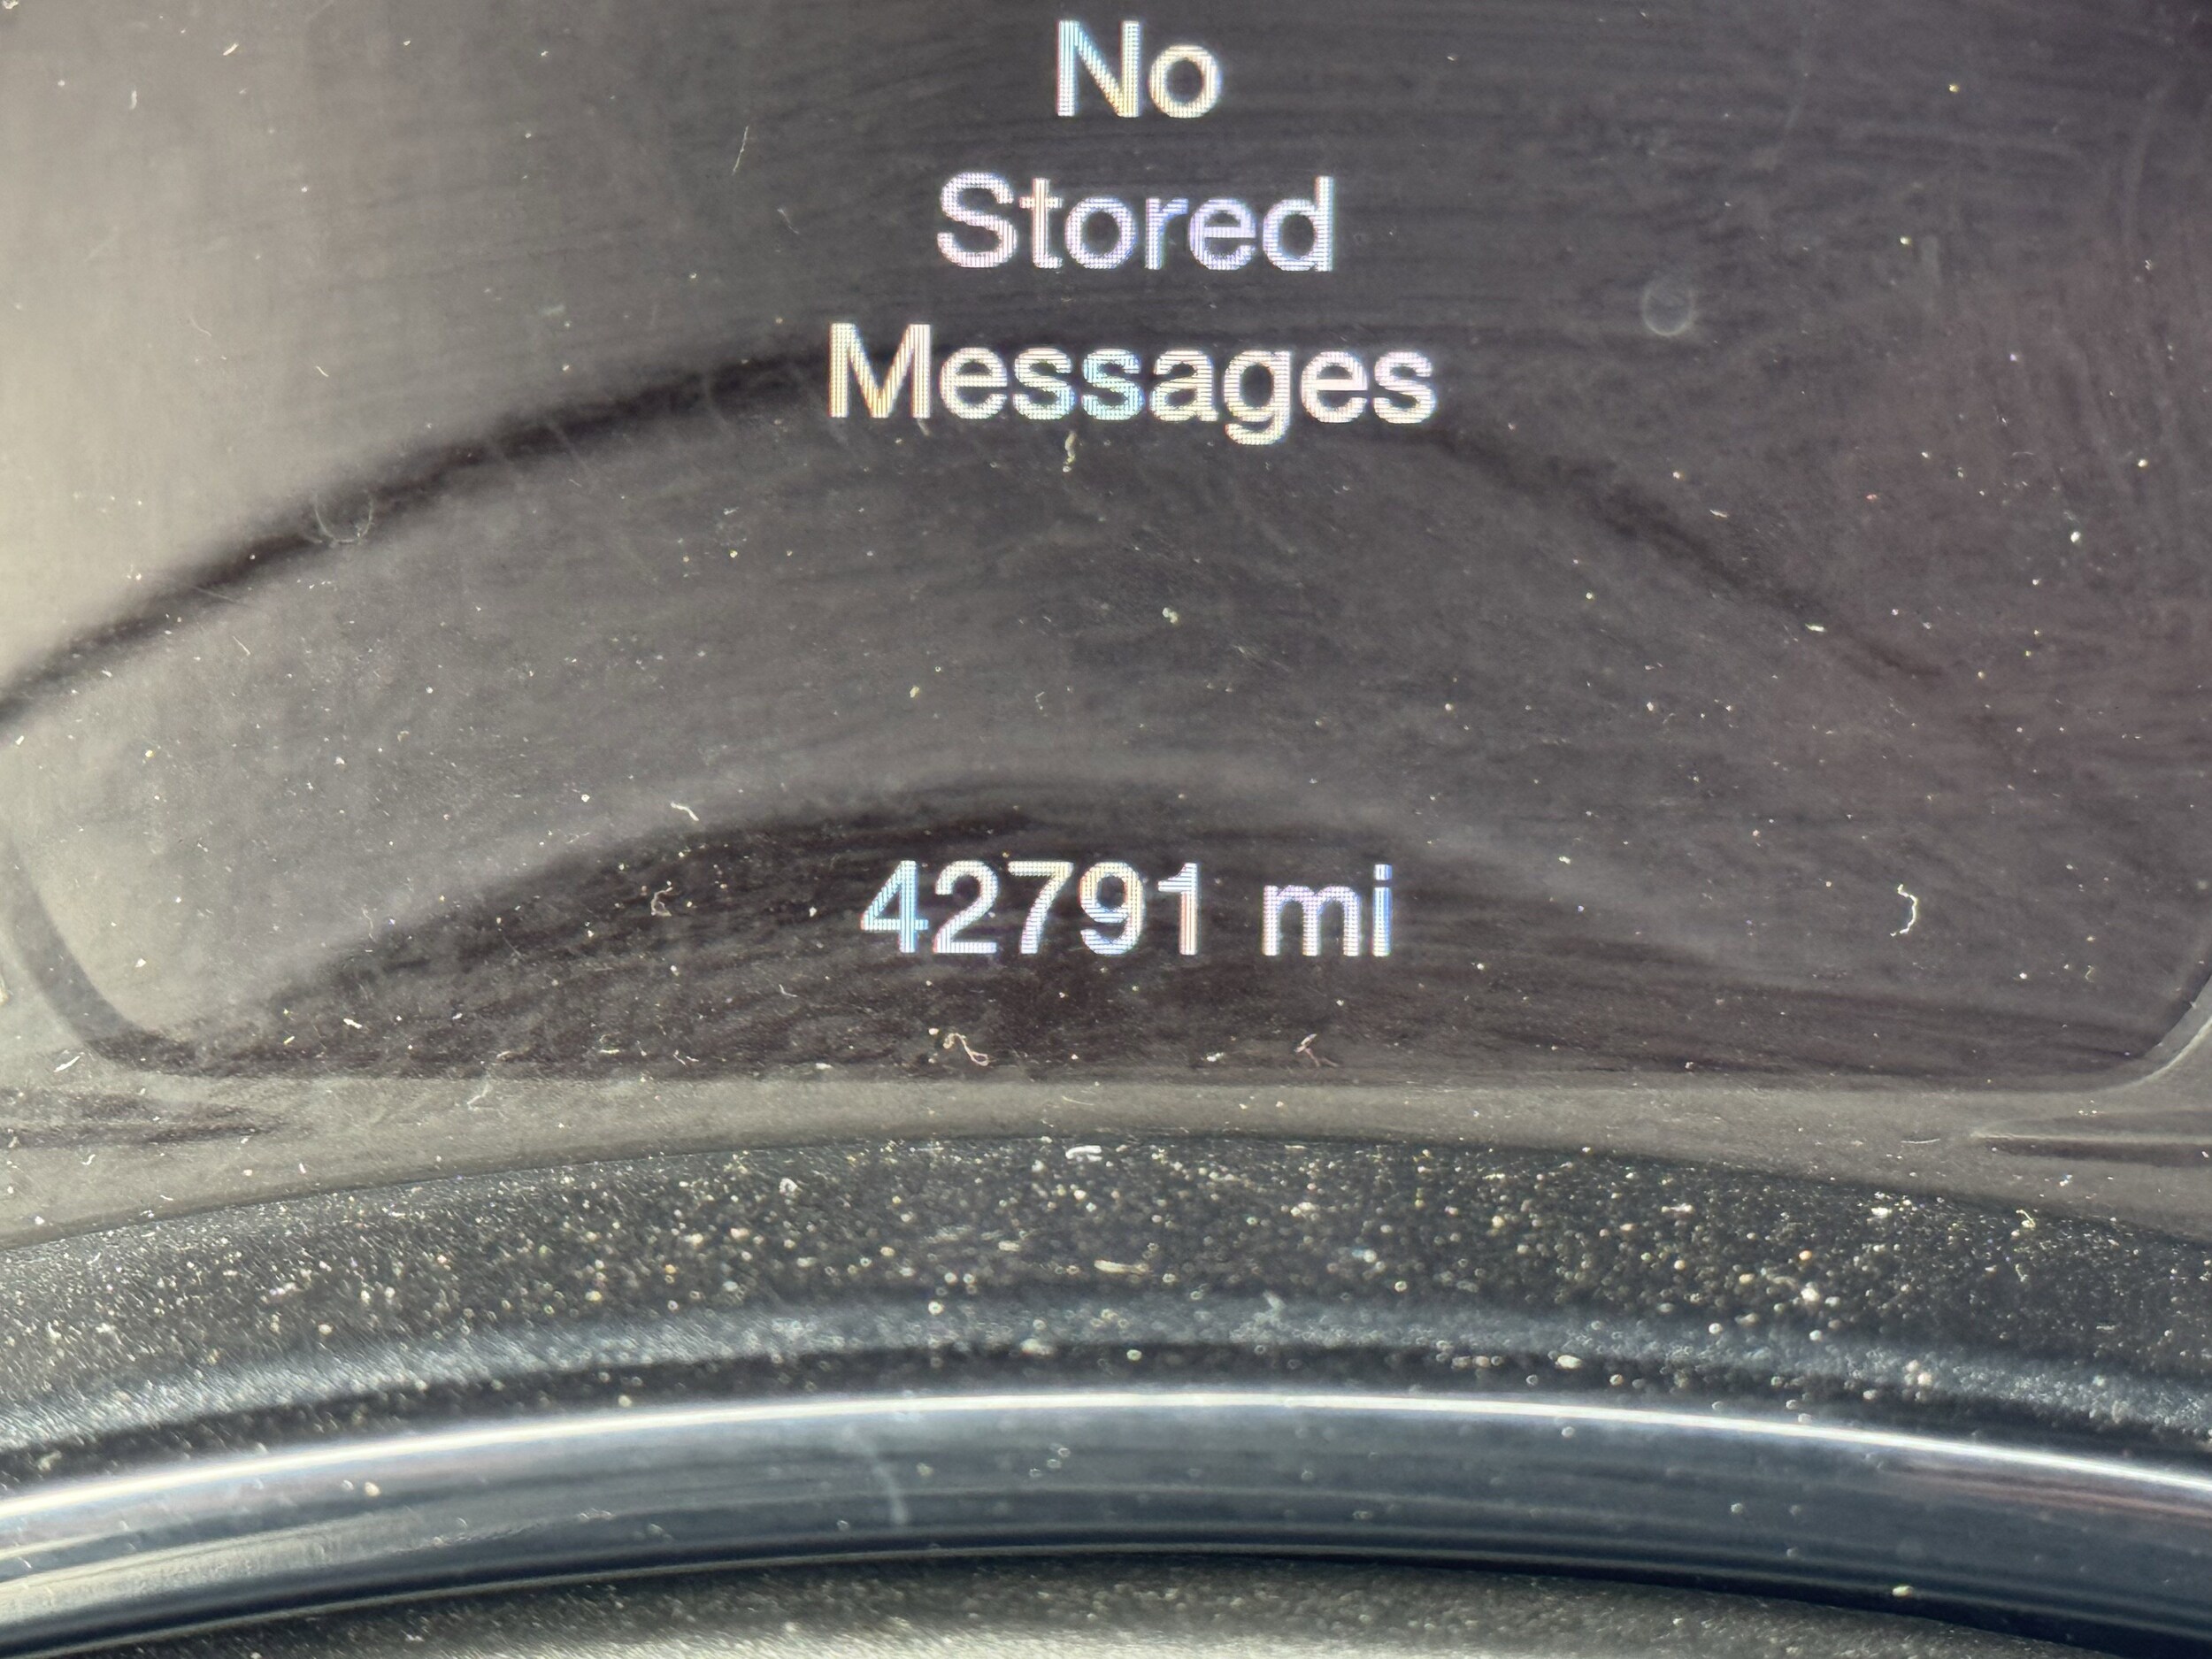 No
Stored
Messages
42791 mi